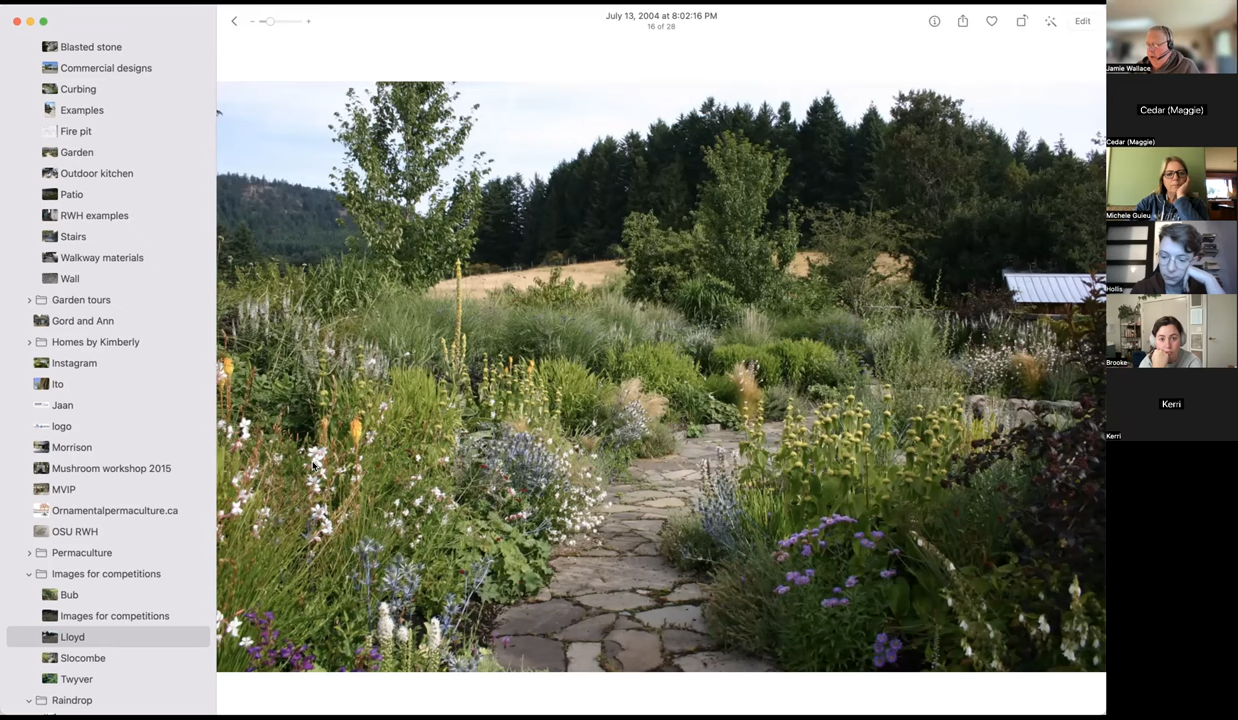 July 13, 2004 at 8:02:16 PM
16 of 28
Edit
Blasted stone
Commercial designs
Curbing
Examples
Fire pit
Garden
Outdoor kitchen
Patio
RWH examples
Stairs
Walkway materials
Wall
Garden tours
Gord and Ann
Homes by Kimberly
Instagram
Ito
Jaan
logo
Morrison
Mushroom workshop 2015
MVIP
Ornamentalpermaculture.ca
OSU RWH
Permaculture
Images for competitions
Bub
Images for competitions
Lloyd
Slocombe
Twyver
Raindrop
Jamie Wallace
Cedar (Maggie)
Cedar (Maggie)
Michele Guieu
Hollis
Brooke
Kerri
Kerri